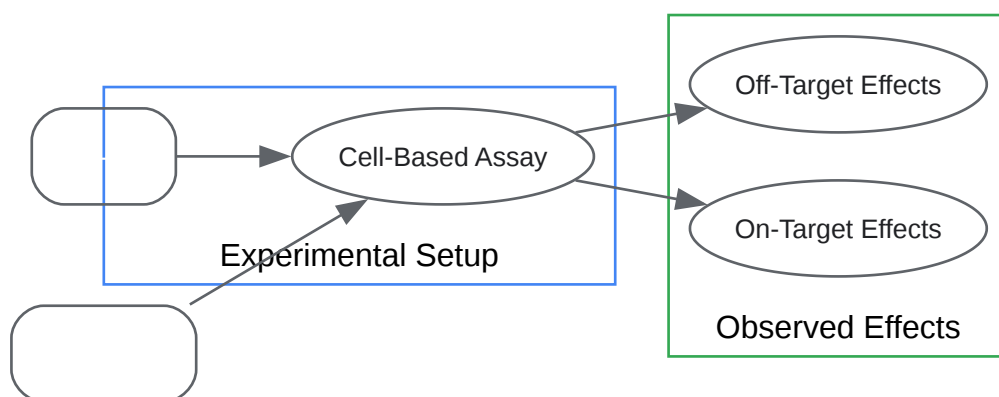 Off-Target Effects
Cell-Based Assay
On-Target Effects
Experimental Setup
Observed Effects